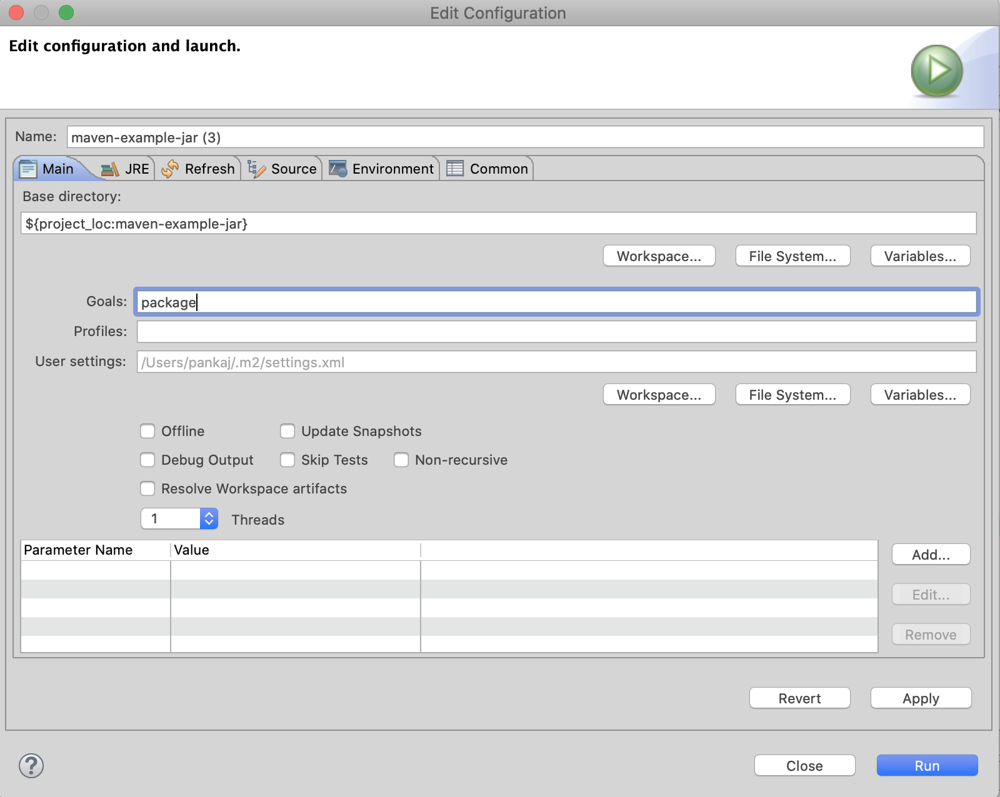 Edit Configuration
Edit configuration and launch.
Name: maven-example-jar (3)
Main JRE Refresh Source Environment Common
Base directory:
${project_loc:maven-example-jar}
Workspace... File System... Variables...
Goals: package
Profiles:
User settings: /Users/pankaj/.m2/settings.xml
Workspace... File System... Variables...
Offline Update Snapshots
Debug Output Skip Tests Non-recursive
Resolve Workspace artifacts
1 Threads
Parameter Name Value
Add...
Edit...
Remove
Revert Apply
? Close Run